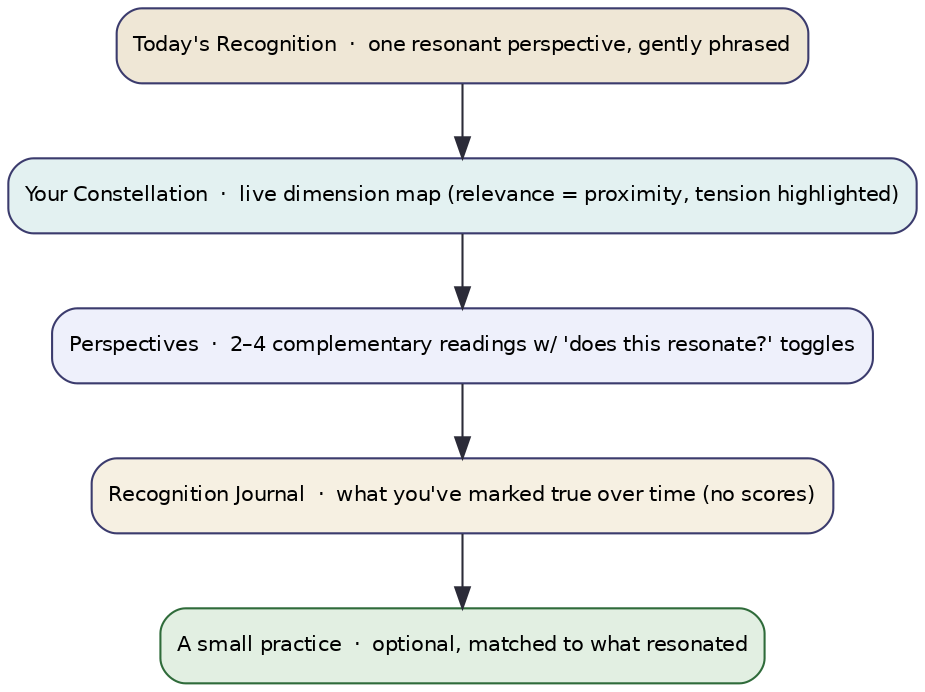 Today's Recognition · one resonant perspective, gently phrased
Your Constellation · live dimension map (relevance = proximity, tension highlighted)
Perspectives · 2–4 complementary readings w/ 'does this resonate?' toggles
Recognition Journal · what you've marked true over time (no scores)
A small practice · optional, matched to what resonated